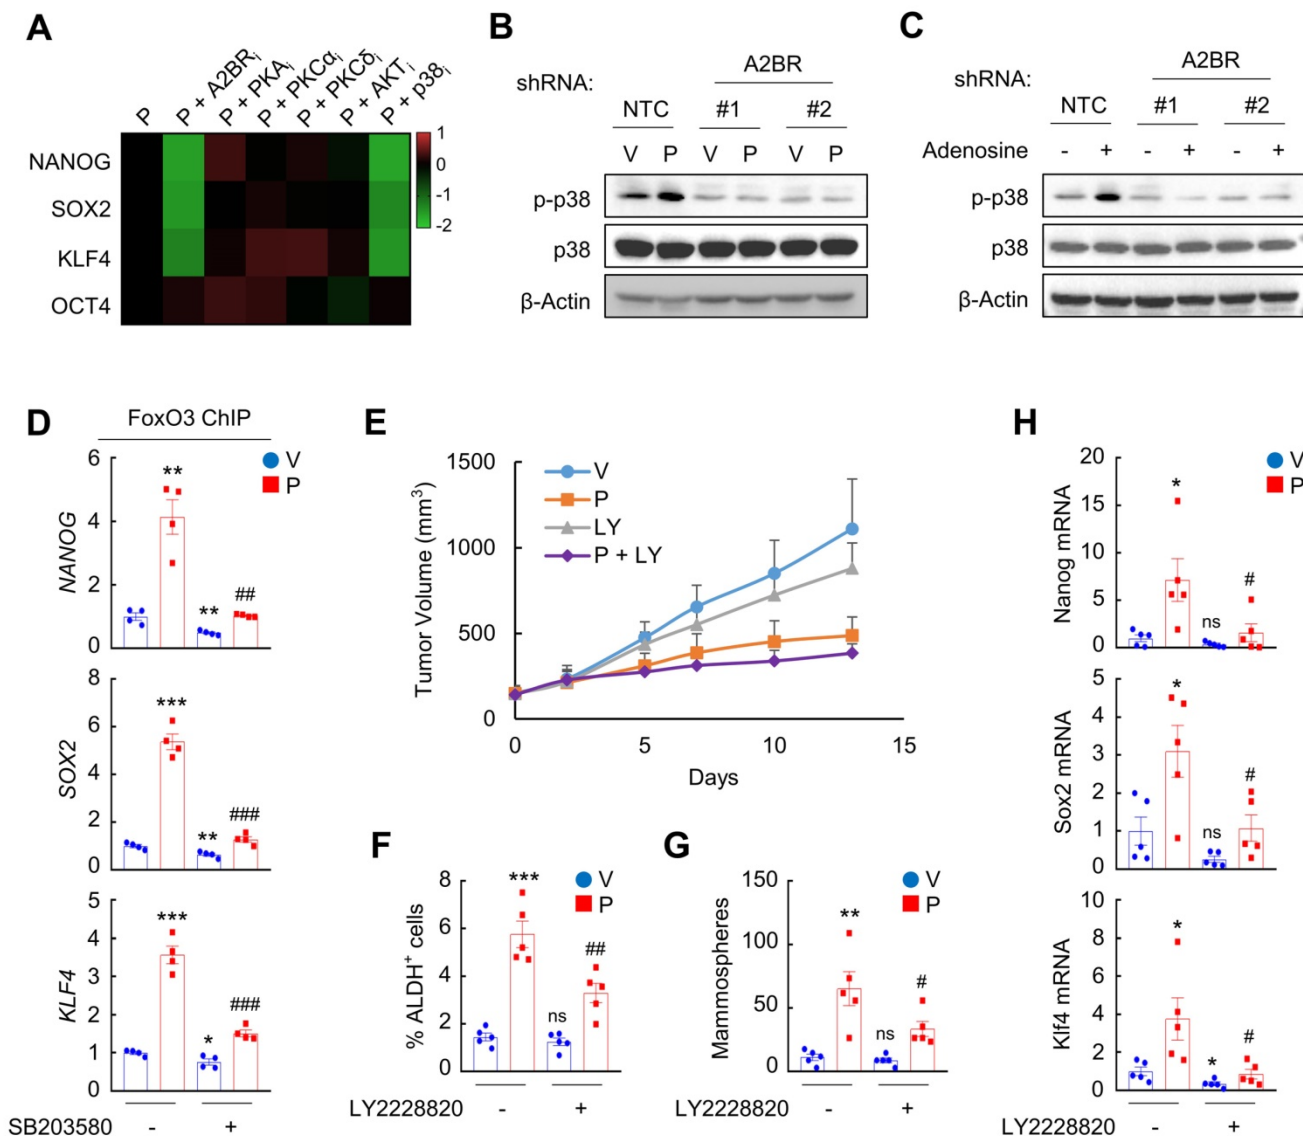 A
P
P + A2BRi
P + PKAi
P + PKCαi
P + PKCδi
P + AKTi
P + p38i
NANOG
SOX2
KLF4
OCT4
1
0
-1
-2
B
A2BR
shRNA:
NTC #1 #2
V P V P V P
p-p38
p38
β-Actin
C
A2BR
shRNA:
NTC #1 #2
Adenosine - + - + - +
p-p38
p38
β-Actin
D
FoxO3 ChIP
V
P
NANOG
6
4
2
0
**
**
##
SOX2
8
6
4
2
0
***
**
###
KLF4
5
4
3
2
1
0
***
*
###
SB203580 - +
E
Tumor Volume (mm3)
1500
1000
500
0
V
P
LY
P + LY
0 5 10 15
Days
F
% ALDH+ cells
8
6
4
2
0
***
ns
##
V
P
LY2228820 - +
G
Mammospheres
150
100
50
0
**
ns
#
V
P
LY2228820 - +
H
V
P
Nanog mRNA
20
15
10
5
0
*
ns
#
Sox2 mRNA
5
4
3
2
1
0
*
ns
#
Klf4 mRNA
10
8
6
4
2
0
*
*
#
LY2228820 - +